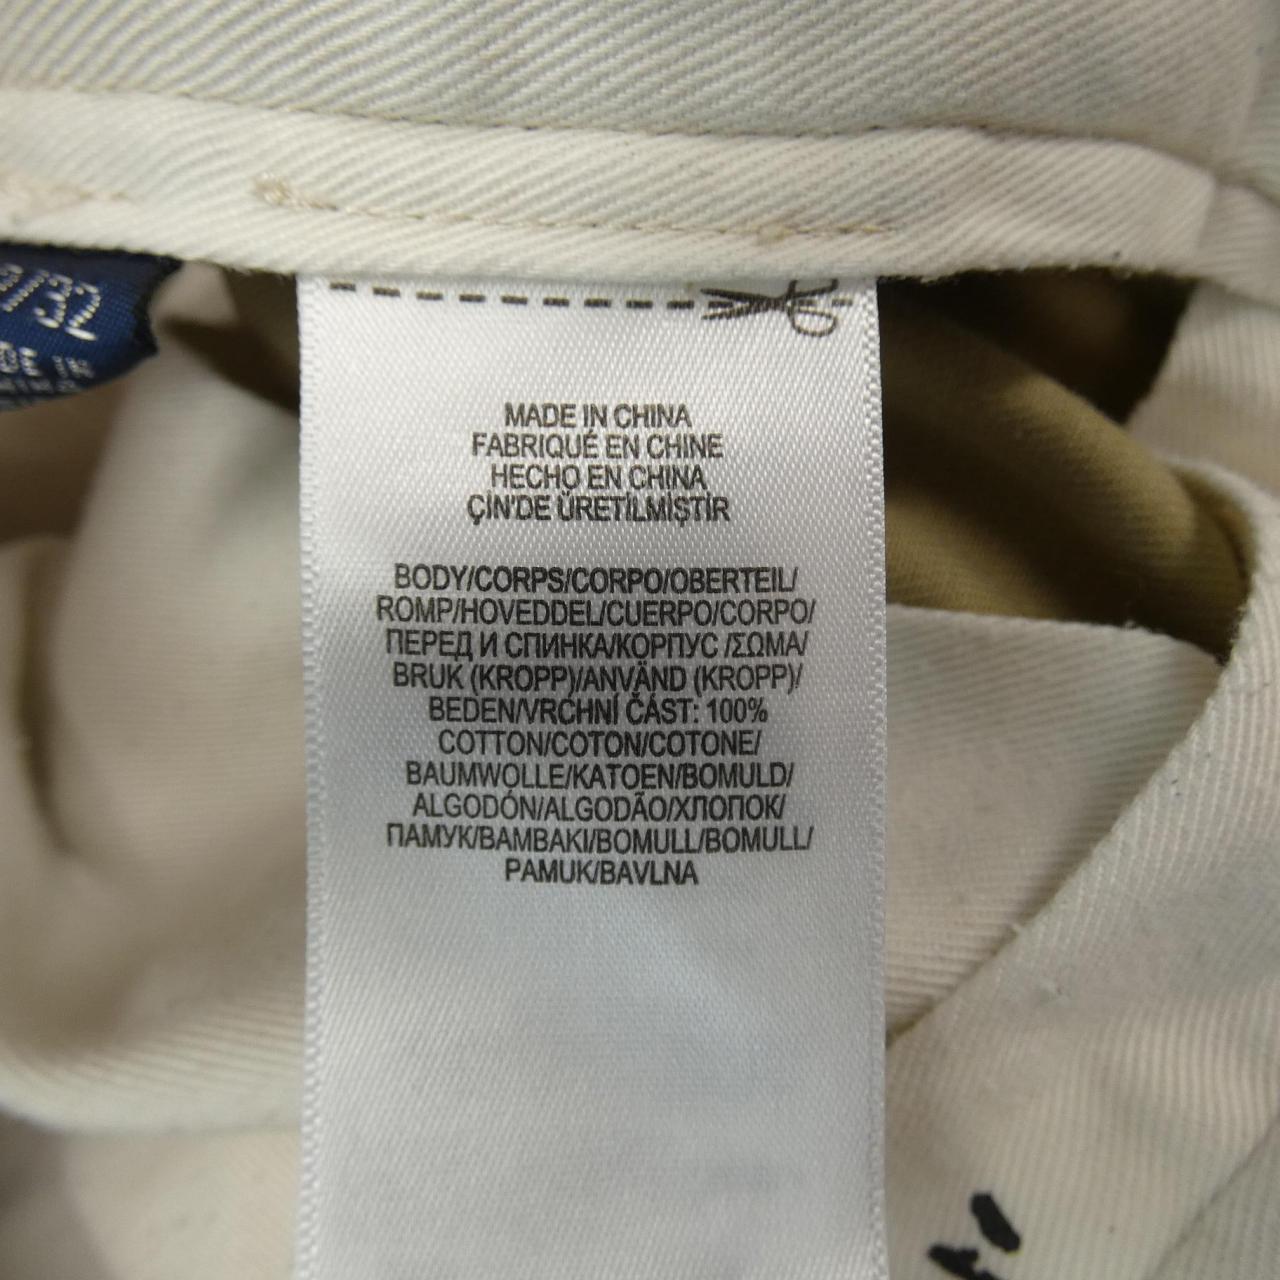 /32
MADE IN CHINA
FABRIQUÉ EN CHINE
HECHO EN CHINA
ÇİN'DE ÜRETİLMİŞTİR
BODY/CORPS/CORPO/OBERTEIL/
ROMP/HOVEDDEL/CUERPO/CORPO/
ПЕРЕД И СПИНКА/КОРПУС /ΣΩΜΑ/
BRUK (KROPP)/ANVÄND (KROPP)/
BEDEN/VRCHNÍ ČÁST: 100%
COTTON/COTON/COTONE/
BAUMWOLLE/KATOEN/BOMULD/
ALGODÓN/ALGODÃO/ХЛОПОК/
ПАМУК/ΒΑΜΒΑΚΙ/BOMULL/BOMULL/
PAMUK/BAVLNA